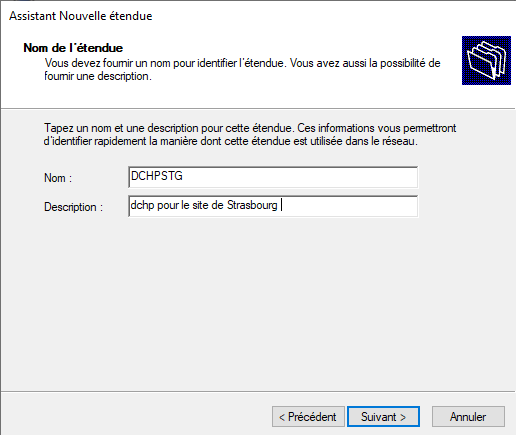 Assistant Nouvelle étendue
Nom de l'étendue
Vous devez fournir un nom pour identifier l'étendue. Vous avez aussi la possibilité de
fournir une description.
Tapez un nom et une description pour cette étendue. Ces informations vous permettront
d'identifier rapidement la manière dont cette étendue est utilisée dans le réseau.
Nom :
DCHPSTG
Description :
dchp pour le site de Strasbourg
< Précédent
Suivant >
Annuler